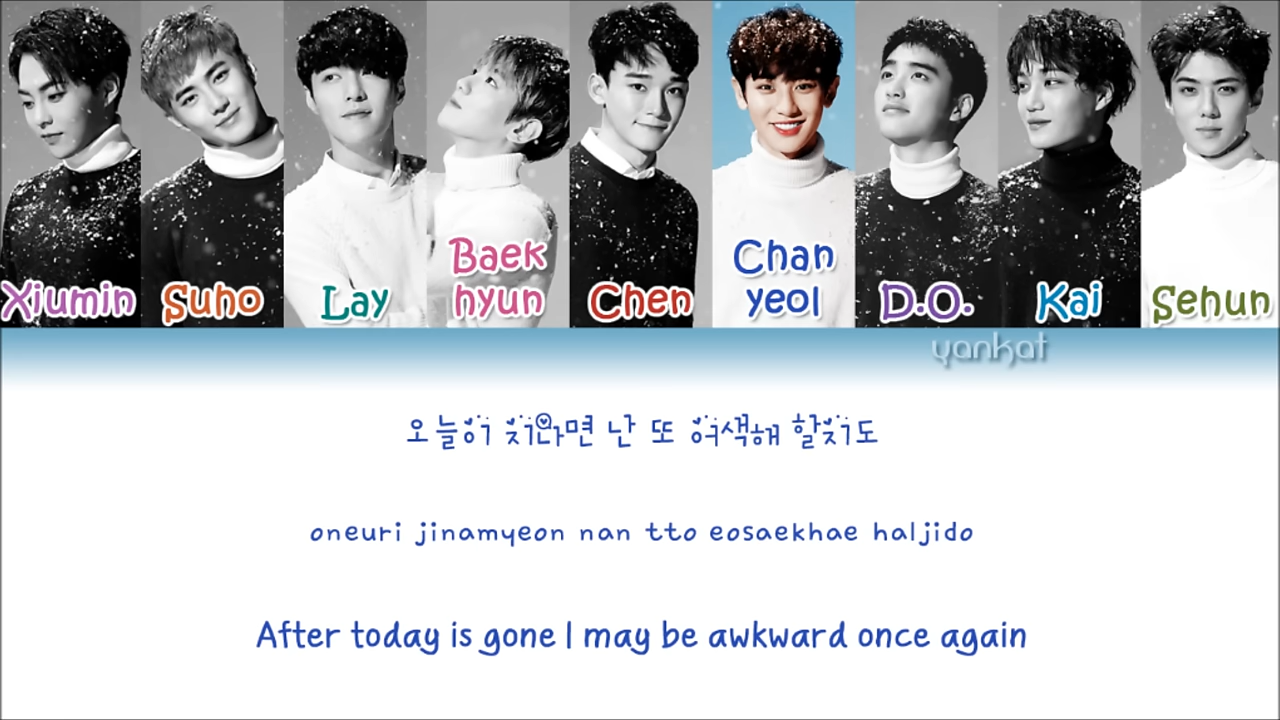 Xiumin
Suho
Lay
Baek
hyun
Chen
Chan
yeol
D.O.
Kai
Sehun
yankat
오늘이 지나면 난 또 어색해 할지도
oneuri jinamyeon nan tto eosaekhae haljido
After today is gone I may be awkward once again